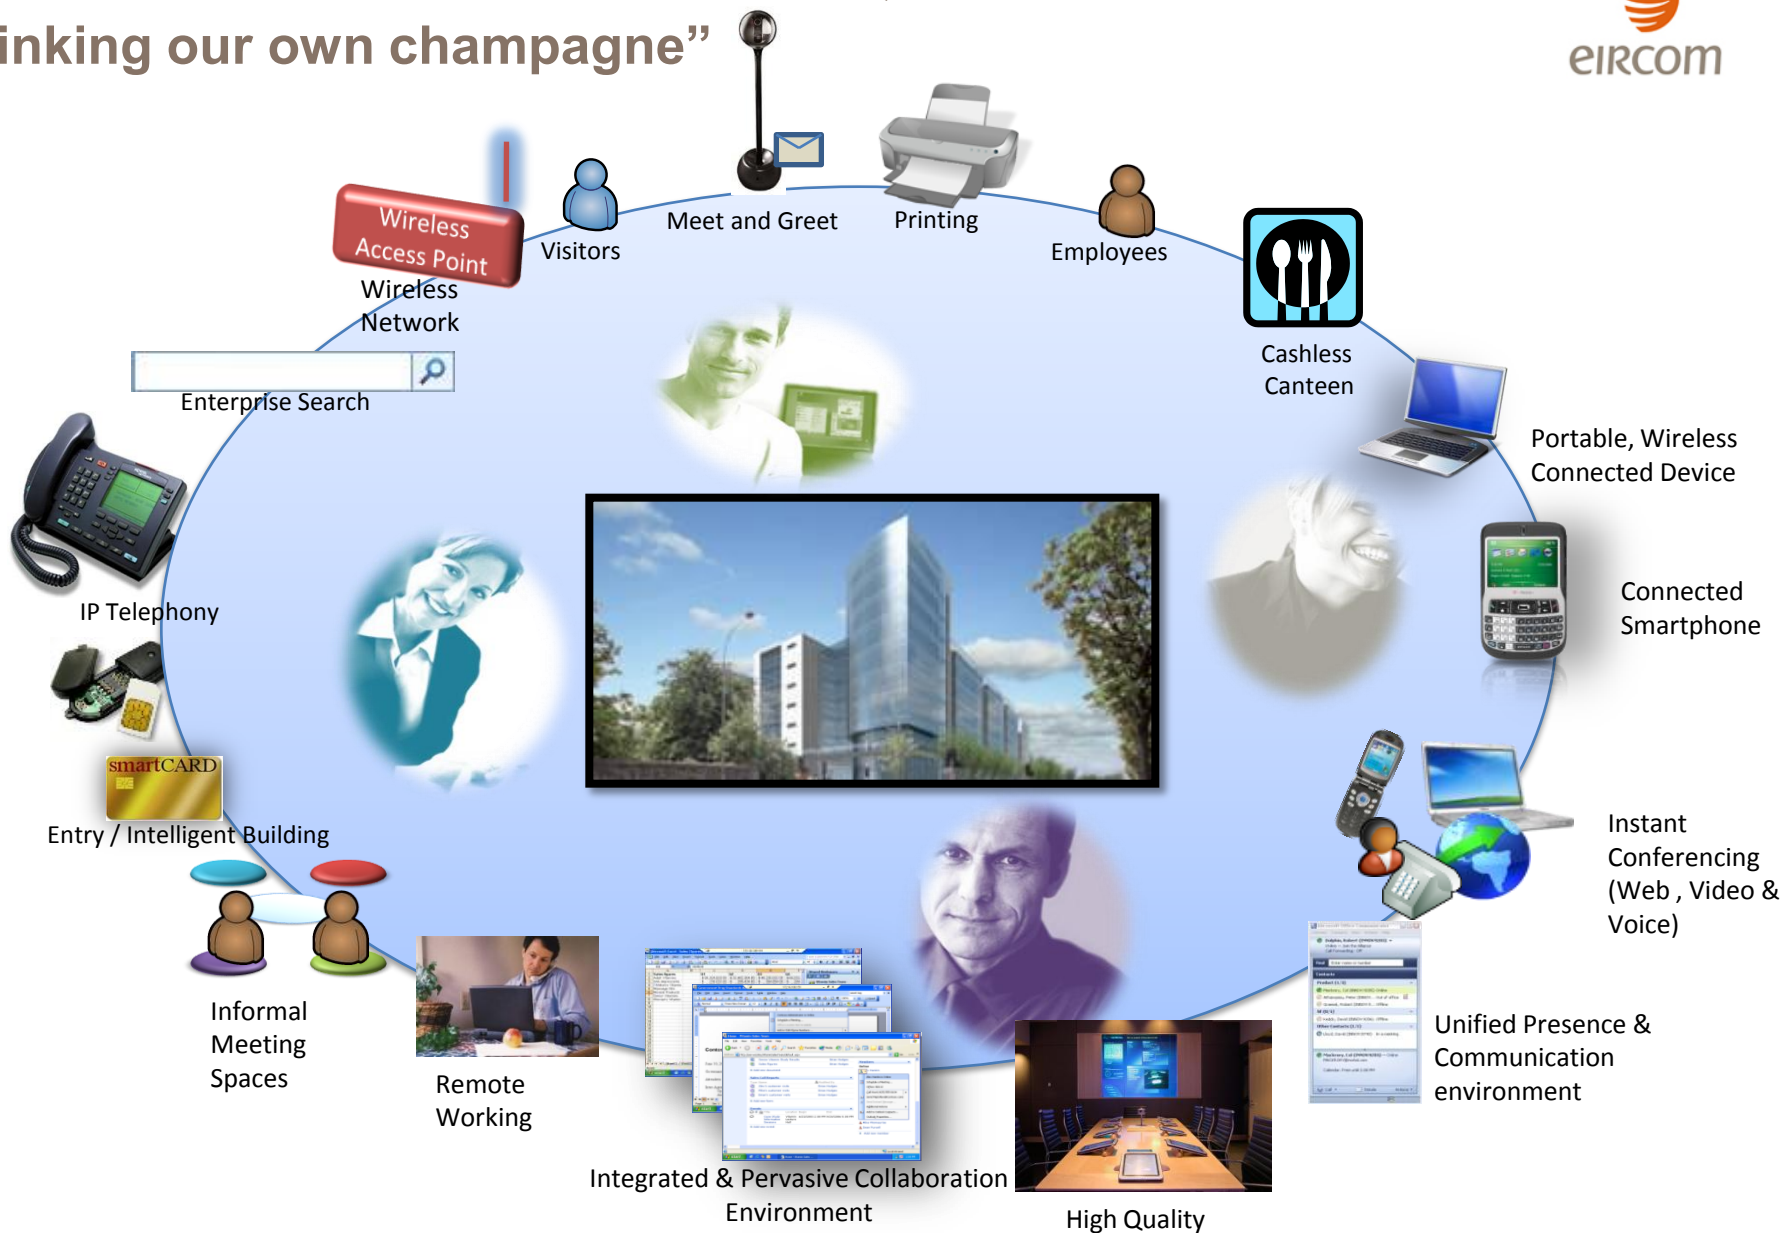 inking our own champagne”
eircom
Wireless
Access Point
Visitors
Meet and Greet
Printing
Employees
Wireless
Network
Cashless
Canteen
Enterprise Search
Portable, Wireless
Connected Device
IP Telephony
Connected
Smartphone
smartCARD
Entry / Intelligent Building
Instant
Conferencing
(Web , Video &
Voice)
Informal
Meeting
Spaces
Remote
Working
Unified Presence &
Communication
environment
Integrated & Pervasive Collaboration
Environment
High Quality